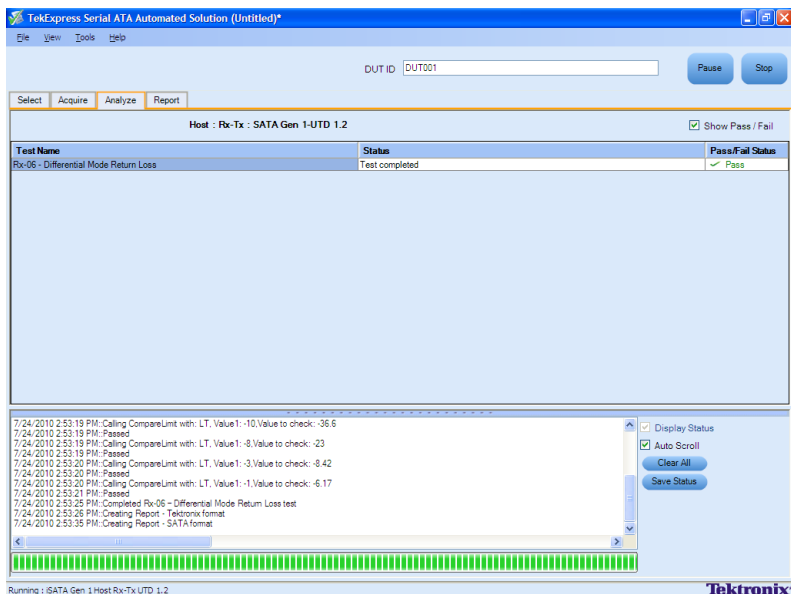 TekExpress Serial ATA Automated Solution (Untitled)*
File View Tools Help
DUT ID DUT001 Pause Stop
Select Acquire Analyze Report
Host : Rx-Tx : SATA Gen 1-UTD 1.2 Show Pass / Fail
Test Name Status Pass/Fail Status
Rx-06 - Differential Mode Return Loss Test completed Pass
7/24/2010 2:53:19 PM::Calling CompareLimit with: LT, Value1: -10,Value to check: -36.6
7/24/2010 2:53:19 PM::Passed
7/24/2010 2:53:19 PM::Calling CompareLimit with: LT, Value1: -8,Value to check: -23
7/24/2010 2:53:19 PM::Passed
7/24/2010 2:53:20 PM::Calling CompareLimit with: LT, Value1: -3,Value to check: -8.42
7/24/2010 2:53:20 PM::Passed
7/24/2010 2:53:20 PM::Calling CompareLimit with: LT, Value1: -1,Value to check: -6.17
7/24/2010 2:53:21 PM::Passed
7/24/2010 2:53:25 PM::Completed Rx-06 – Differential Mode Return Loss test
7/24/2010 2:53:26 PM::Creating Report - Tektronix format
7/24/2010 2:53:35 PM::Creating Report - SATA format
Display Status
Auto Scroll
Clear All
Save Status
Running : iSATA Gen 1 Host Rx-Tx UTD 1.2
Tektronix